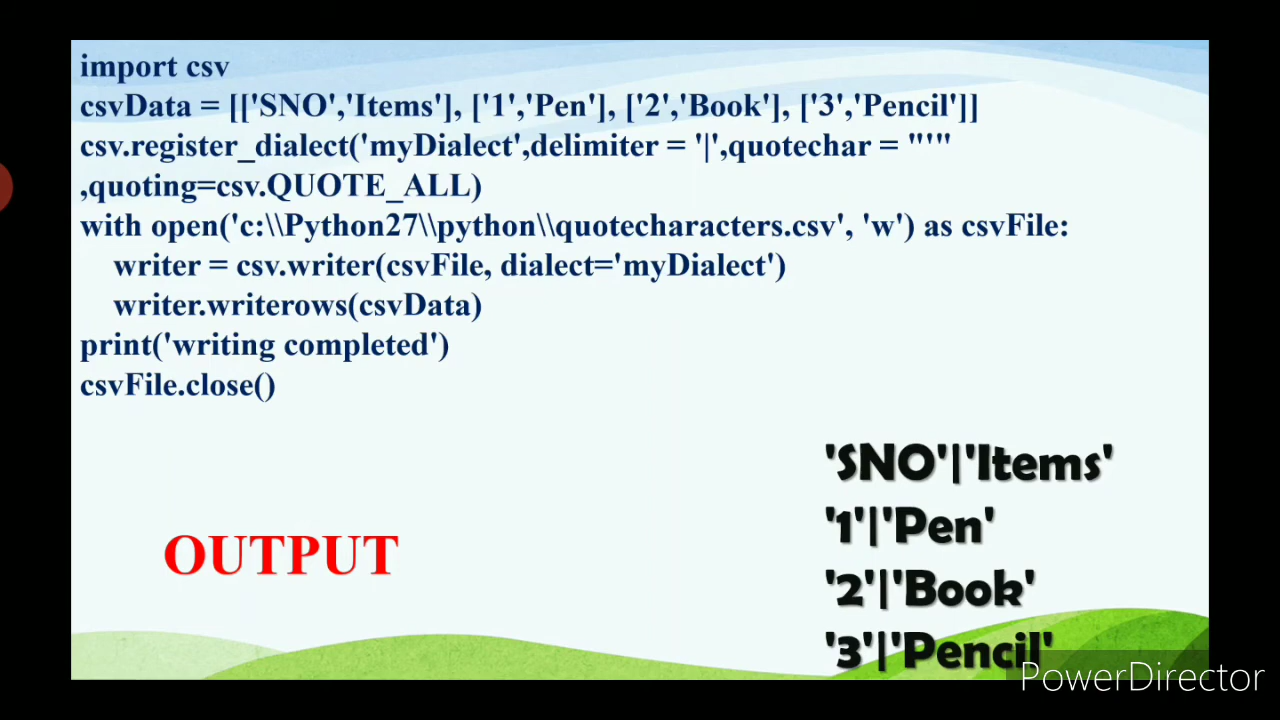 import csv
csvData = [['SNO','Items'], ['1','Pen'], ['2','Book'], ['3','Pencil']]
csv.register_dialect('myDialect',delimiter = '|',quotechar = "'"
,quoting=csv.QUOTE_ALL)
with open('c:\\Python27\\python\\quotecharacters.csv', 'w') as csvFile:
    writer = csv.writer(csvFile, dialect='myDialect')
    writer.writerows(csvData)
print('writing completed')
csvFile.close()
OUTPUT
'SNO'|'Items'
'1'|'Pen'
'2'|'Book'
'3'|'Pencil'
PowerDirector